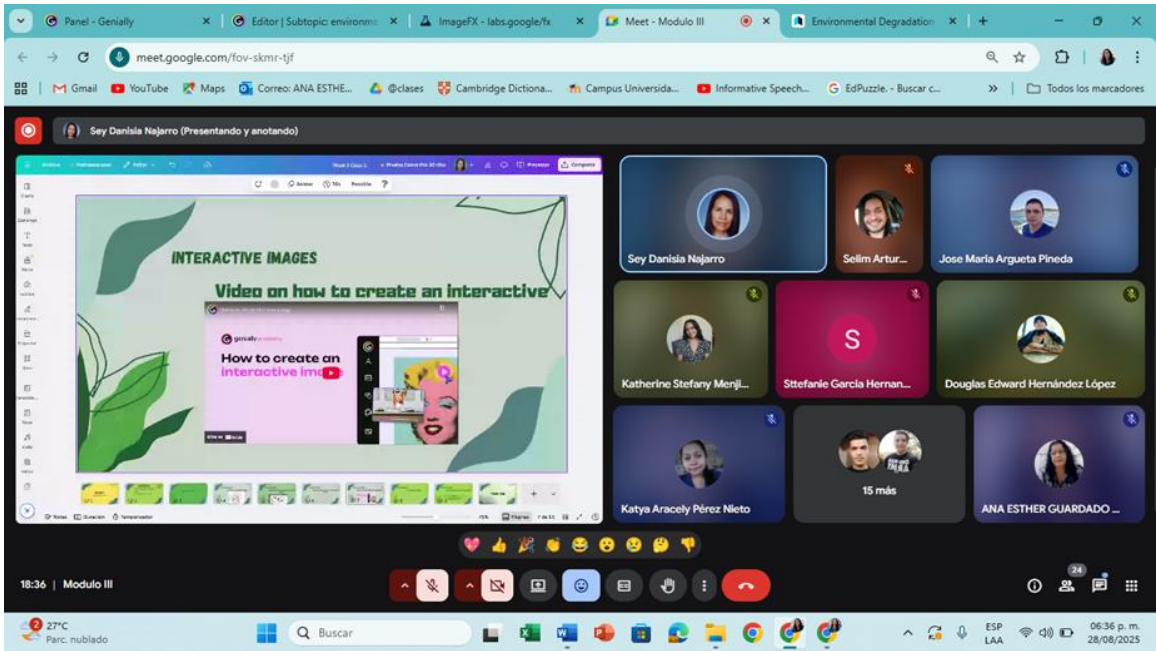 Panel - Genially
Editor | Subtopic: environme
ImageFX - labs.google/fx
Meet - Modulo III
Environmental Degradation
meet.google.com/fov-skmr-tjf
Gmail
YouTube
Maps
Correo: ANA ESTHE...
@clases
Cambridge Dictiona...
Campus Universida...
Informative Speech...
EdPuzzle. - Buscar c...
»
Todos los marcadores
Sey Danisia Najarro (Presentando y anotando)
Animar
INTERACTIVE IMAGES
Video on how to create an interactive
genially academy
How to create an
interactive image
Sey Danisia Najarro
Selim Artur...
Jose Maria Argueta Pineda
Katherine Stefany Menji...
S
Sttefanie Garcia Hernan...
Douglas Edward Hernández López
Katya Aracely Pérez Nieto
15 más
ANA ESTHER GUARDADO ...
18:36 | Modulo III
24
2
27°C
Parc. nublado
Buscar
ESP
LAA
06:36 p. m.
28/08/2025